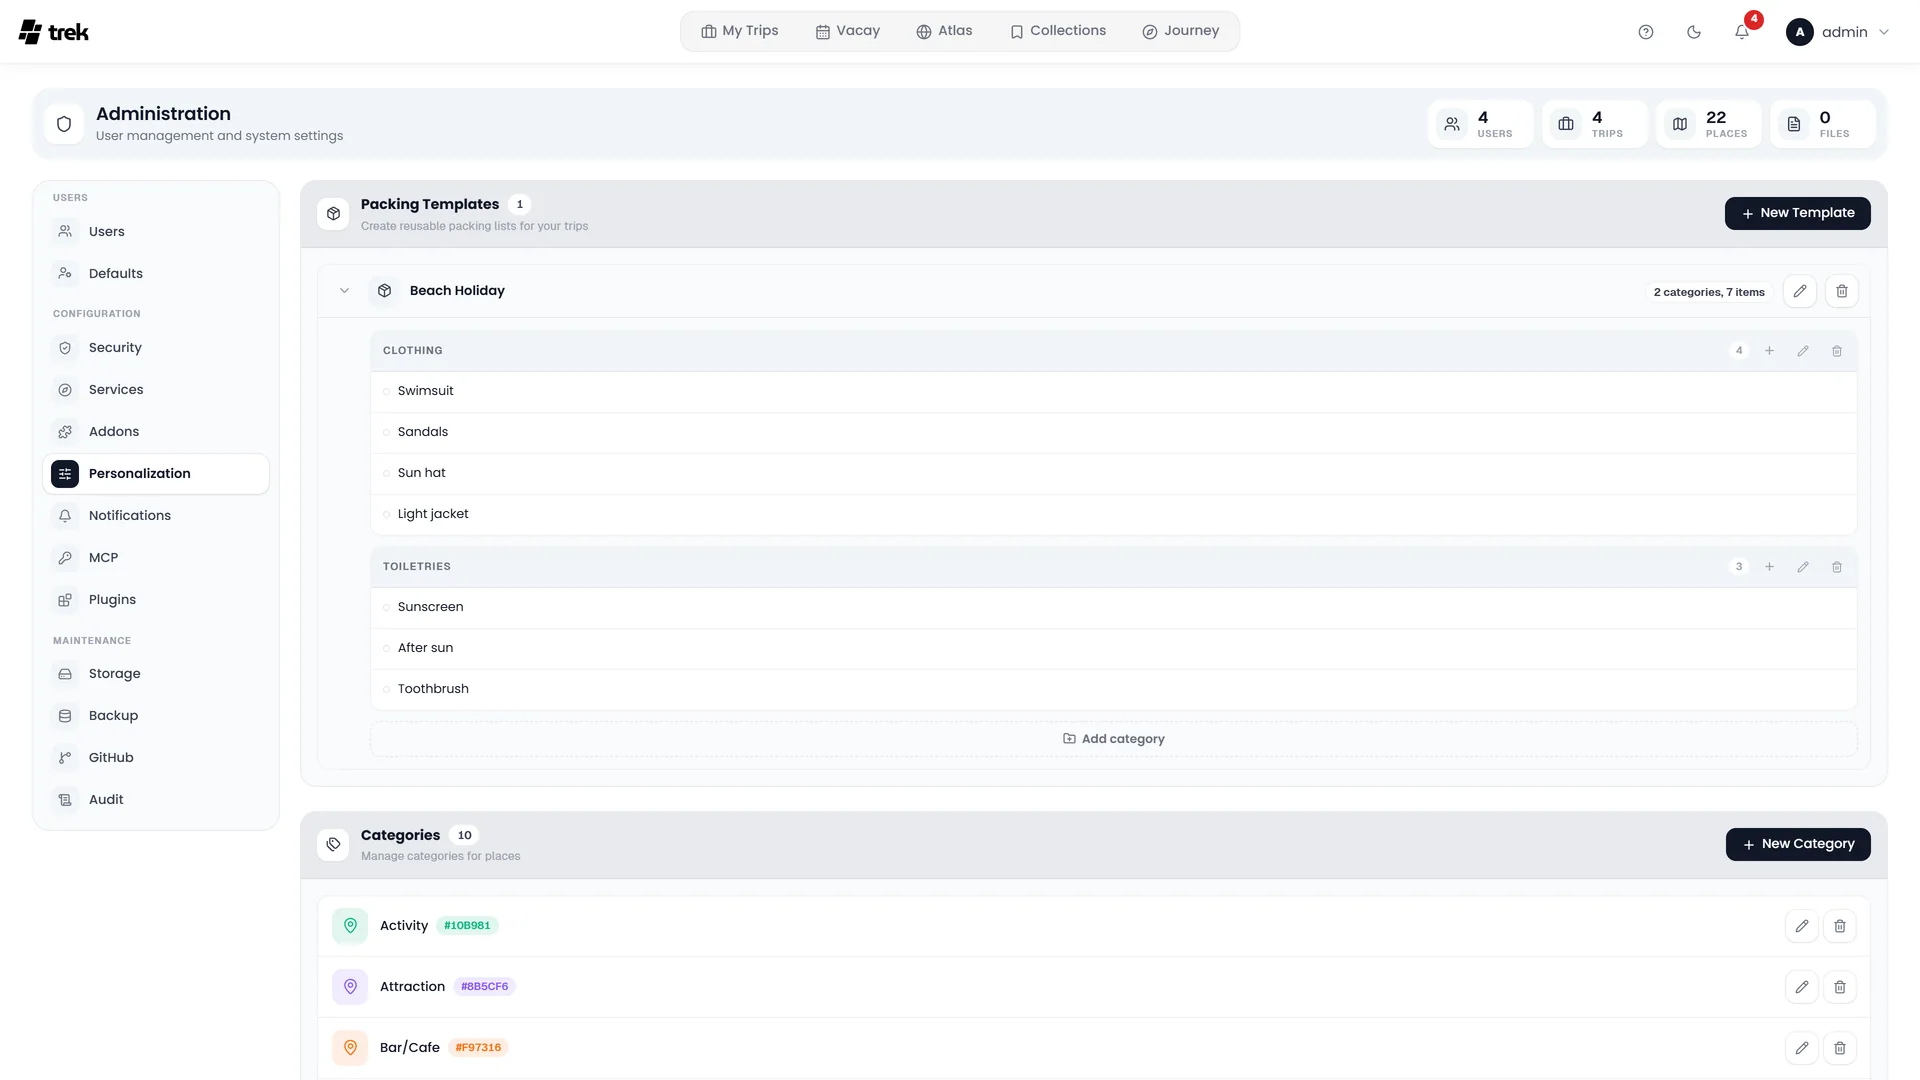 trek
My Trips
Vacay
Atlas
Collections
Journey
4
A
admin
Administration
User management and system settings
4
USERS
4
TRIPS
22
PLACES
0
FILES
USERS
Users
Defaults
CONFIGURATION
Security
Services
Addons
Personalization
Notifications
MCP
Plugins
MAINTENANCE
Storage
Backup
GitHub
Audit
Packing Templates 1
Create reusable packing lists for your trips
New Template
Beach Holiday
2 categories, 7 items
CLOTHING
4
Swimsuit
Sandals
Sun hat
Light jacket
TOILETRIES
3
Sunscreen
After sun
Toothbrush
Add category
Categories 10
Manage categories for places
New Category
Activity #10B981
Attraction #8B5CF6
Bar/Cafe #F97316